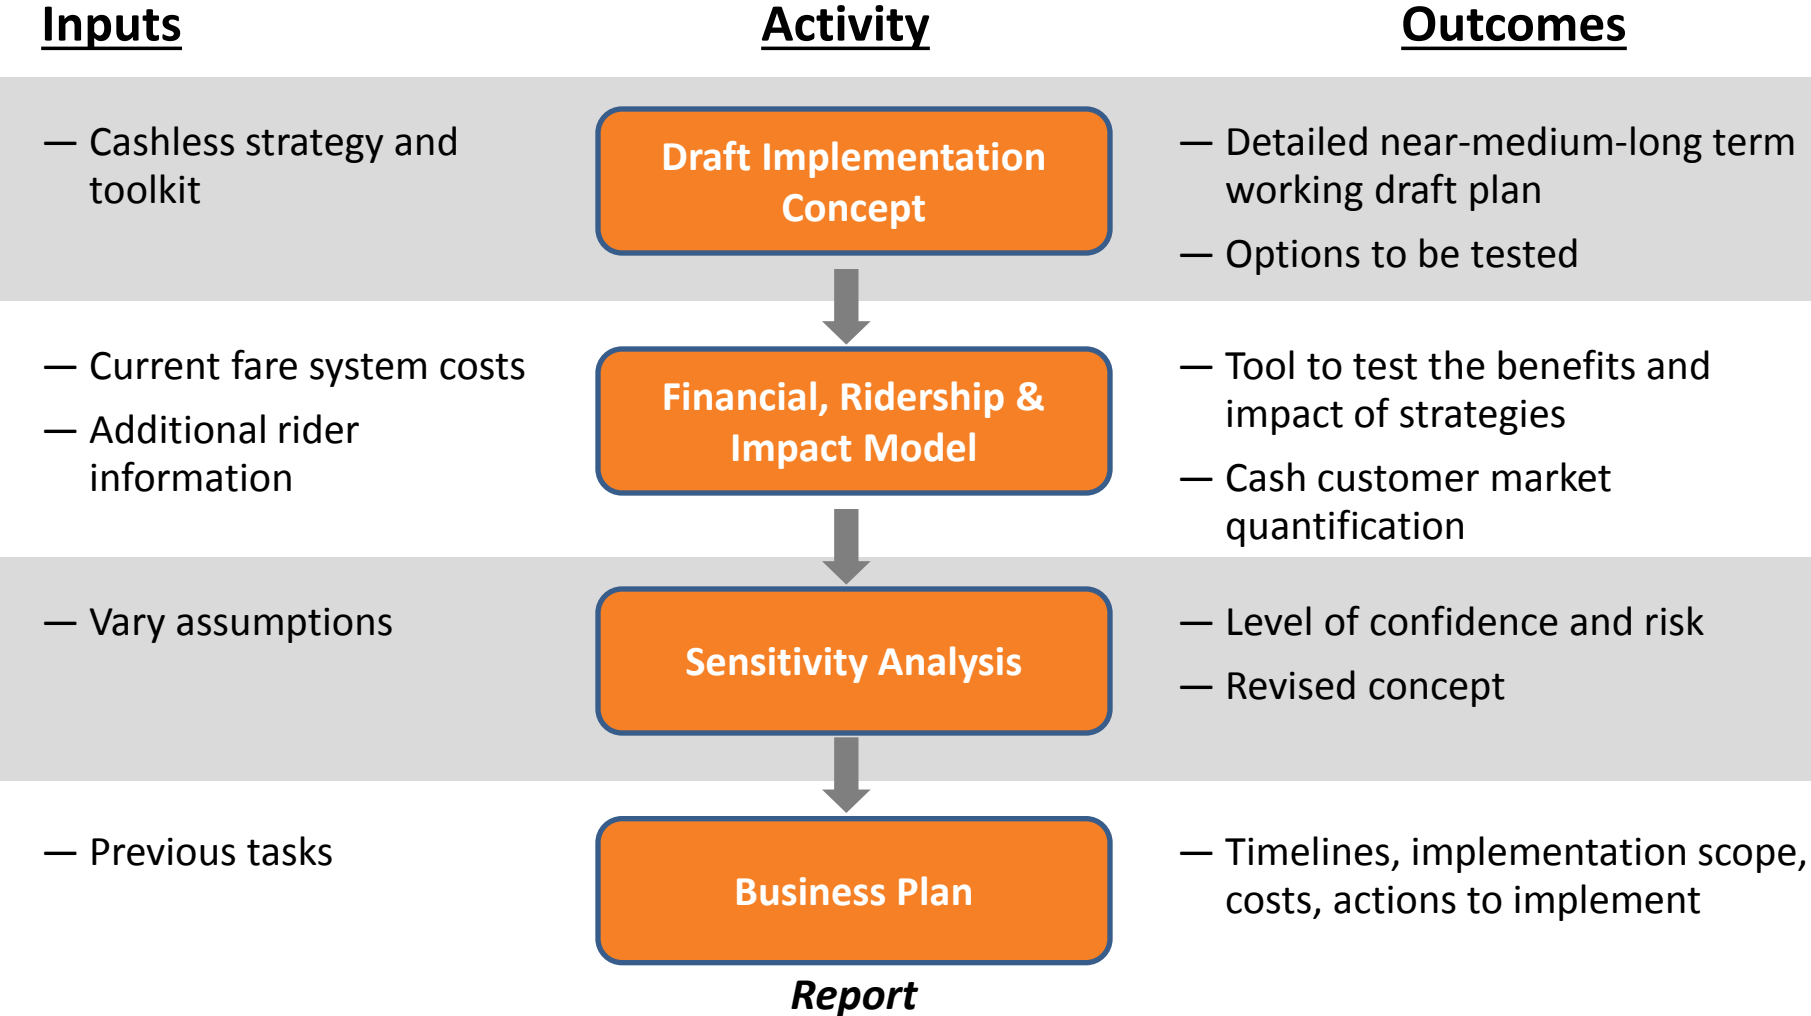 Inputs
Activity
Outcomes
— Cashless strategy and
toolkit
Draft Implementation
Concept
— Detailed near-medium-long term
working draft plan
— Options to be tested
— Current fare system costs
— Additional rider
information
Financial, Ridership &
Impact Model
— Tool to test the benefits and
impact of strategies
— Cash customer market
quantification
— Vary assumptions
Sensitivity Analysis
— Level of confidence and risk
— Revised concept
— Previous tasks
Business Plan
— Timelines, implementation scope,
costs, actions to implement
Report